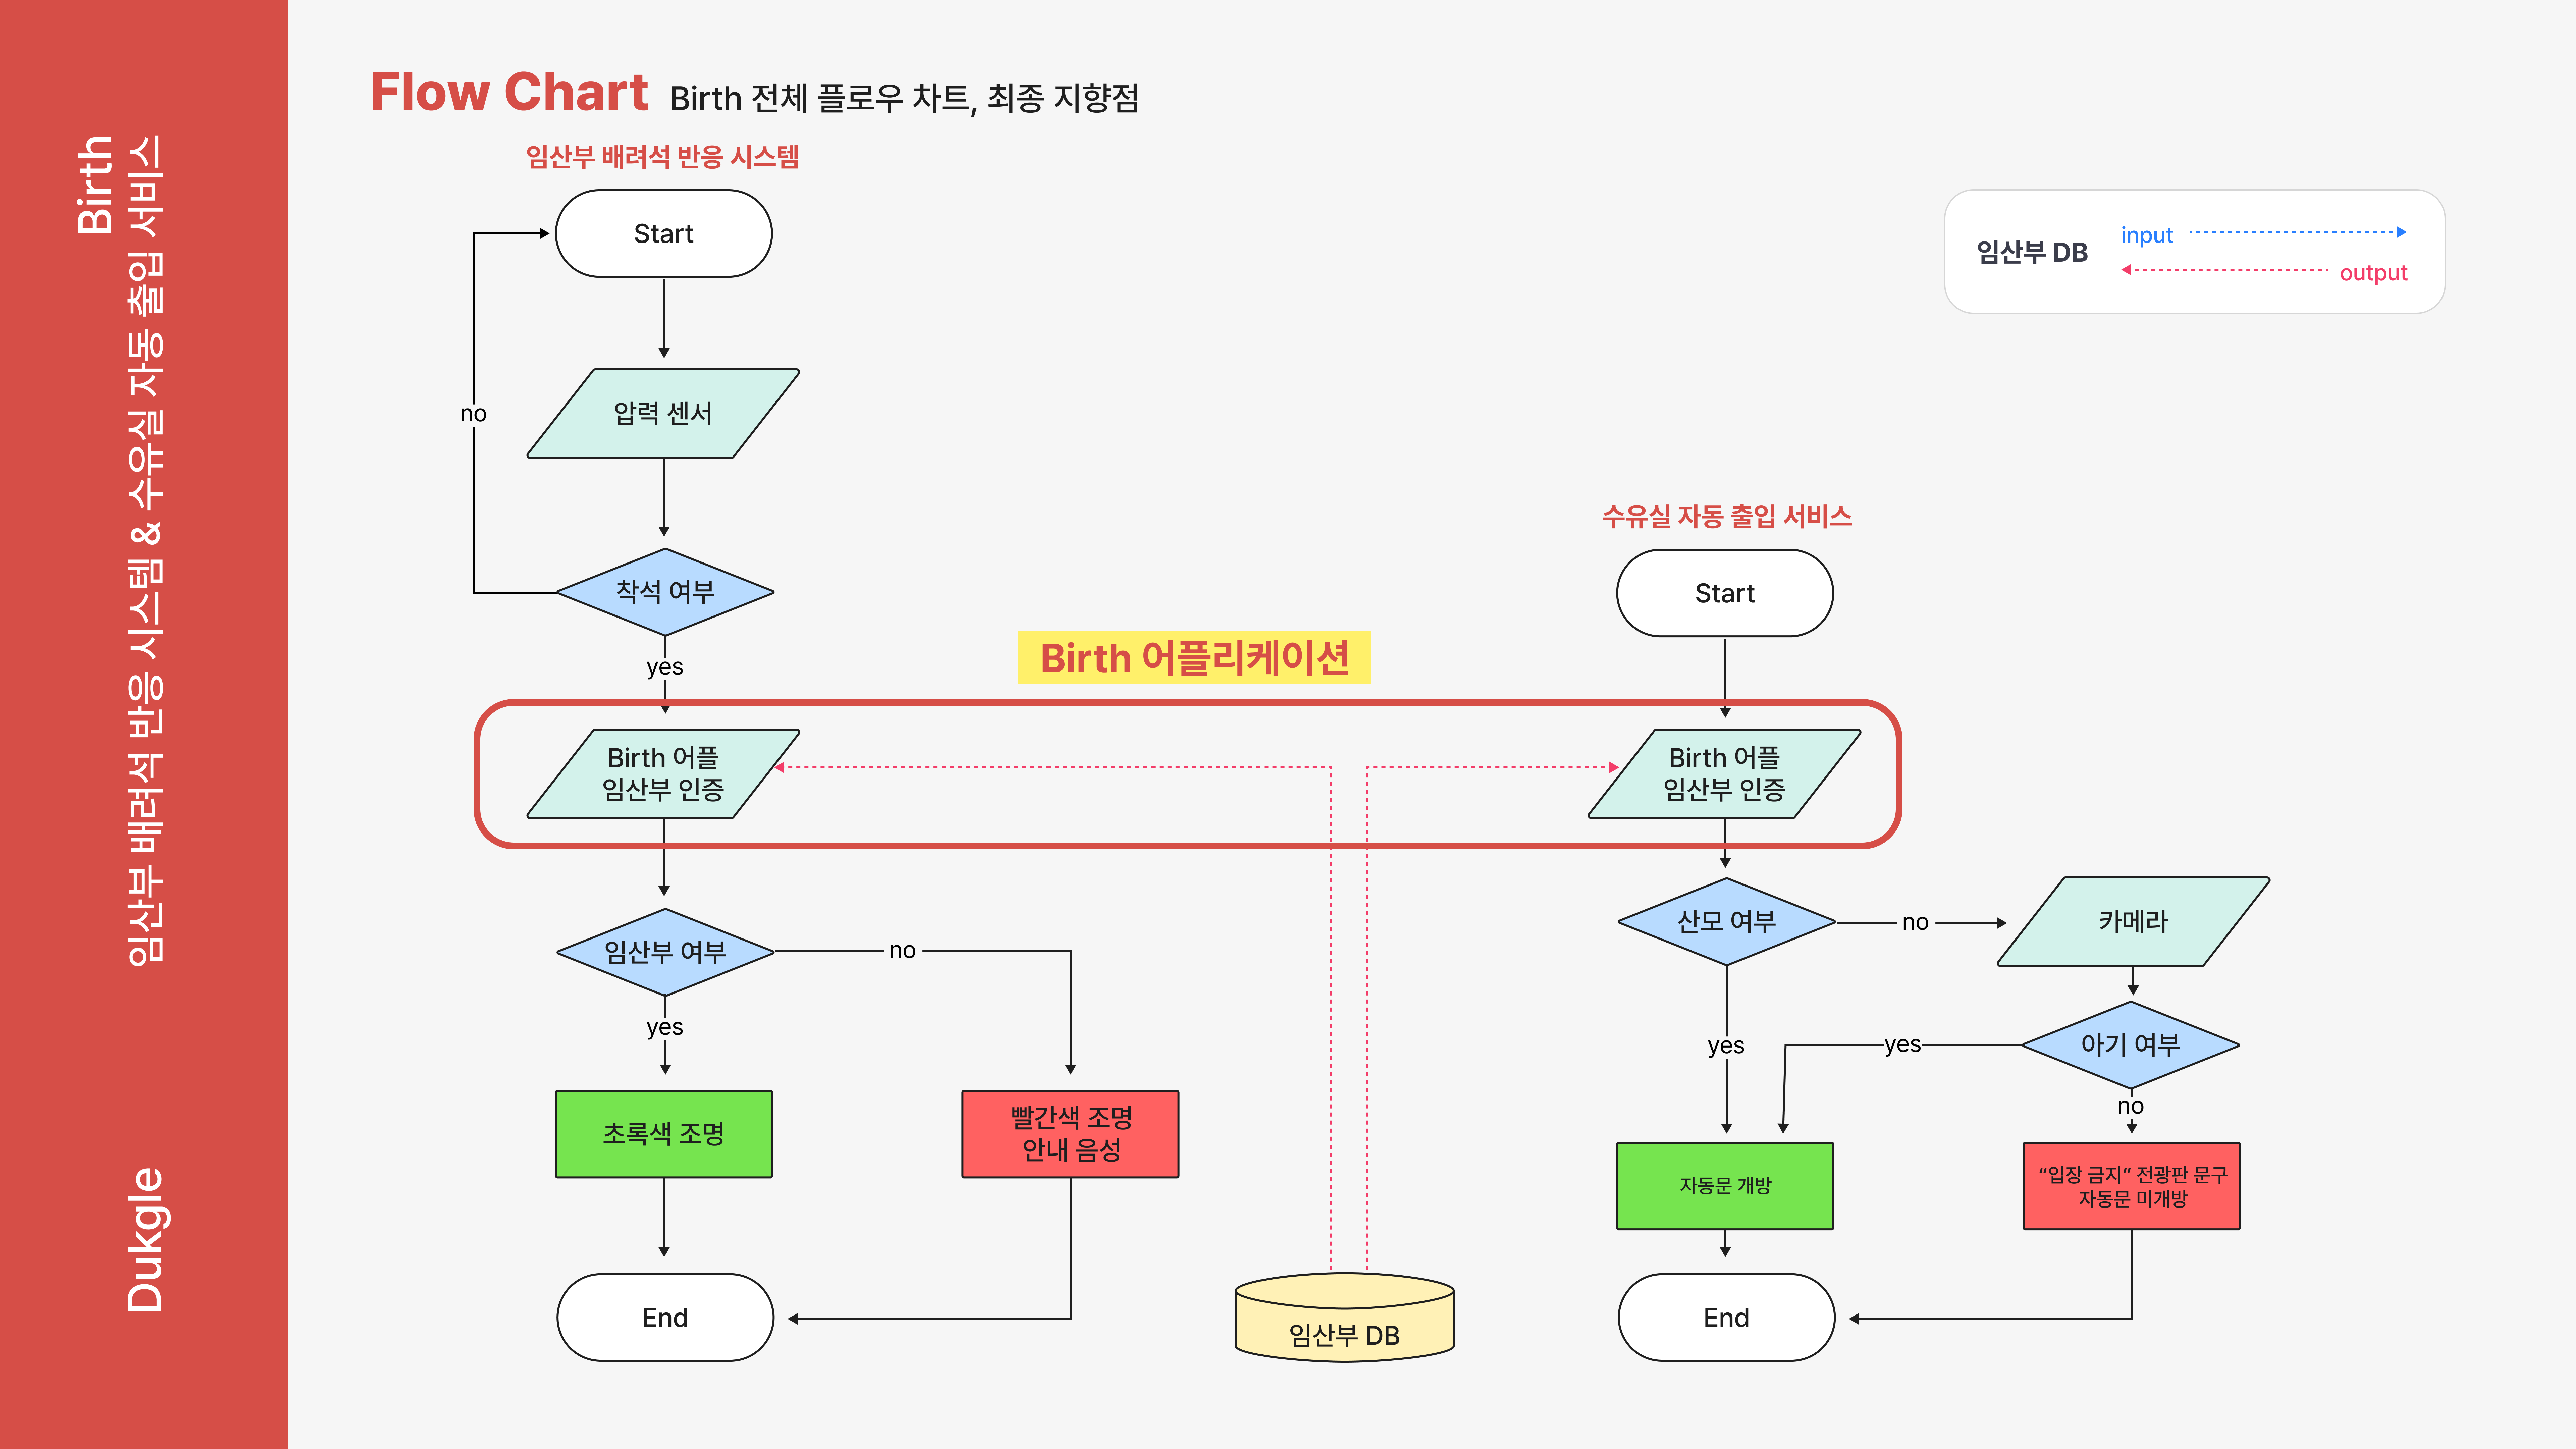 Birth
임산부 배려석 반응 시스템 & 수유실 자동 출입 서비스
Dukgle
Flow Chart Birth 전체 플로우 차트, 최종 지향점
임산부 배려석 반응 시스템
Start
압력 센서
no
착석 여부
yes
Birth 어플
임산부 인증
임산부 여부
no
yes
초록색 조명
빨간색 조명
안내 음성
End
Birth 어플리케이션
임산부 DB
임산부 DB
input
output
수유실 자동 출입 서비스
Start
Birth 어플
임산부 인증
산모 여부
no
카메라
yes
yes
아기 여부
no
자동문 개방
“입장 금지” 전광판 문구
자동문 미개방
End